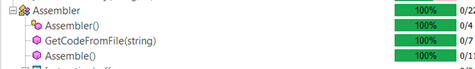 Assembler 100% 0/22
Assembler() 100% 0/4
GetCodeFromFile(string) 100% 0/7
Assemble() 100% 0/11